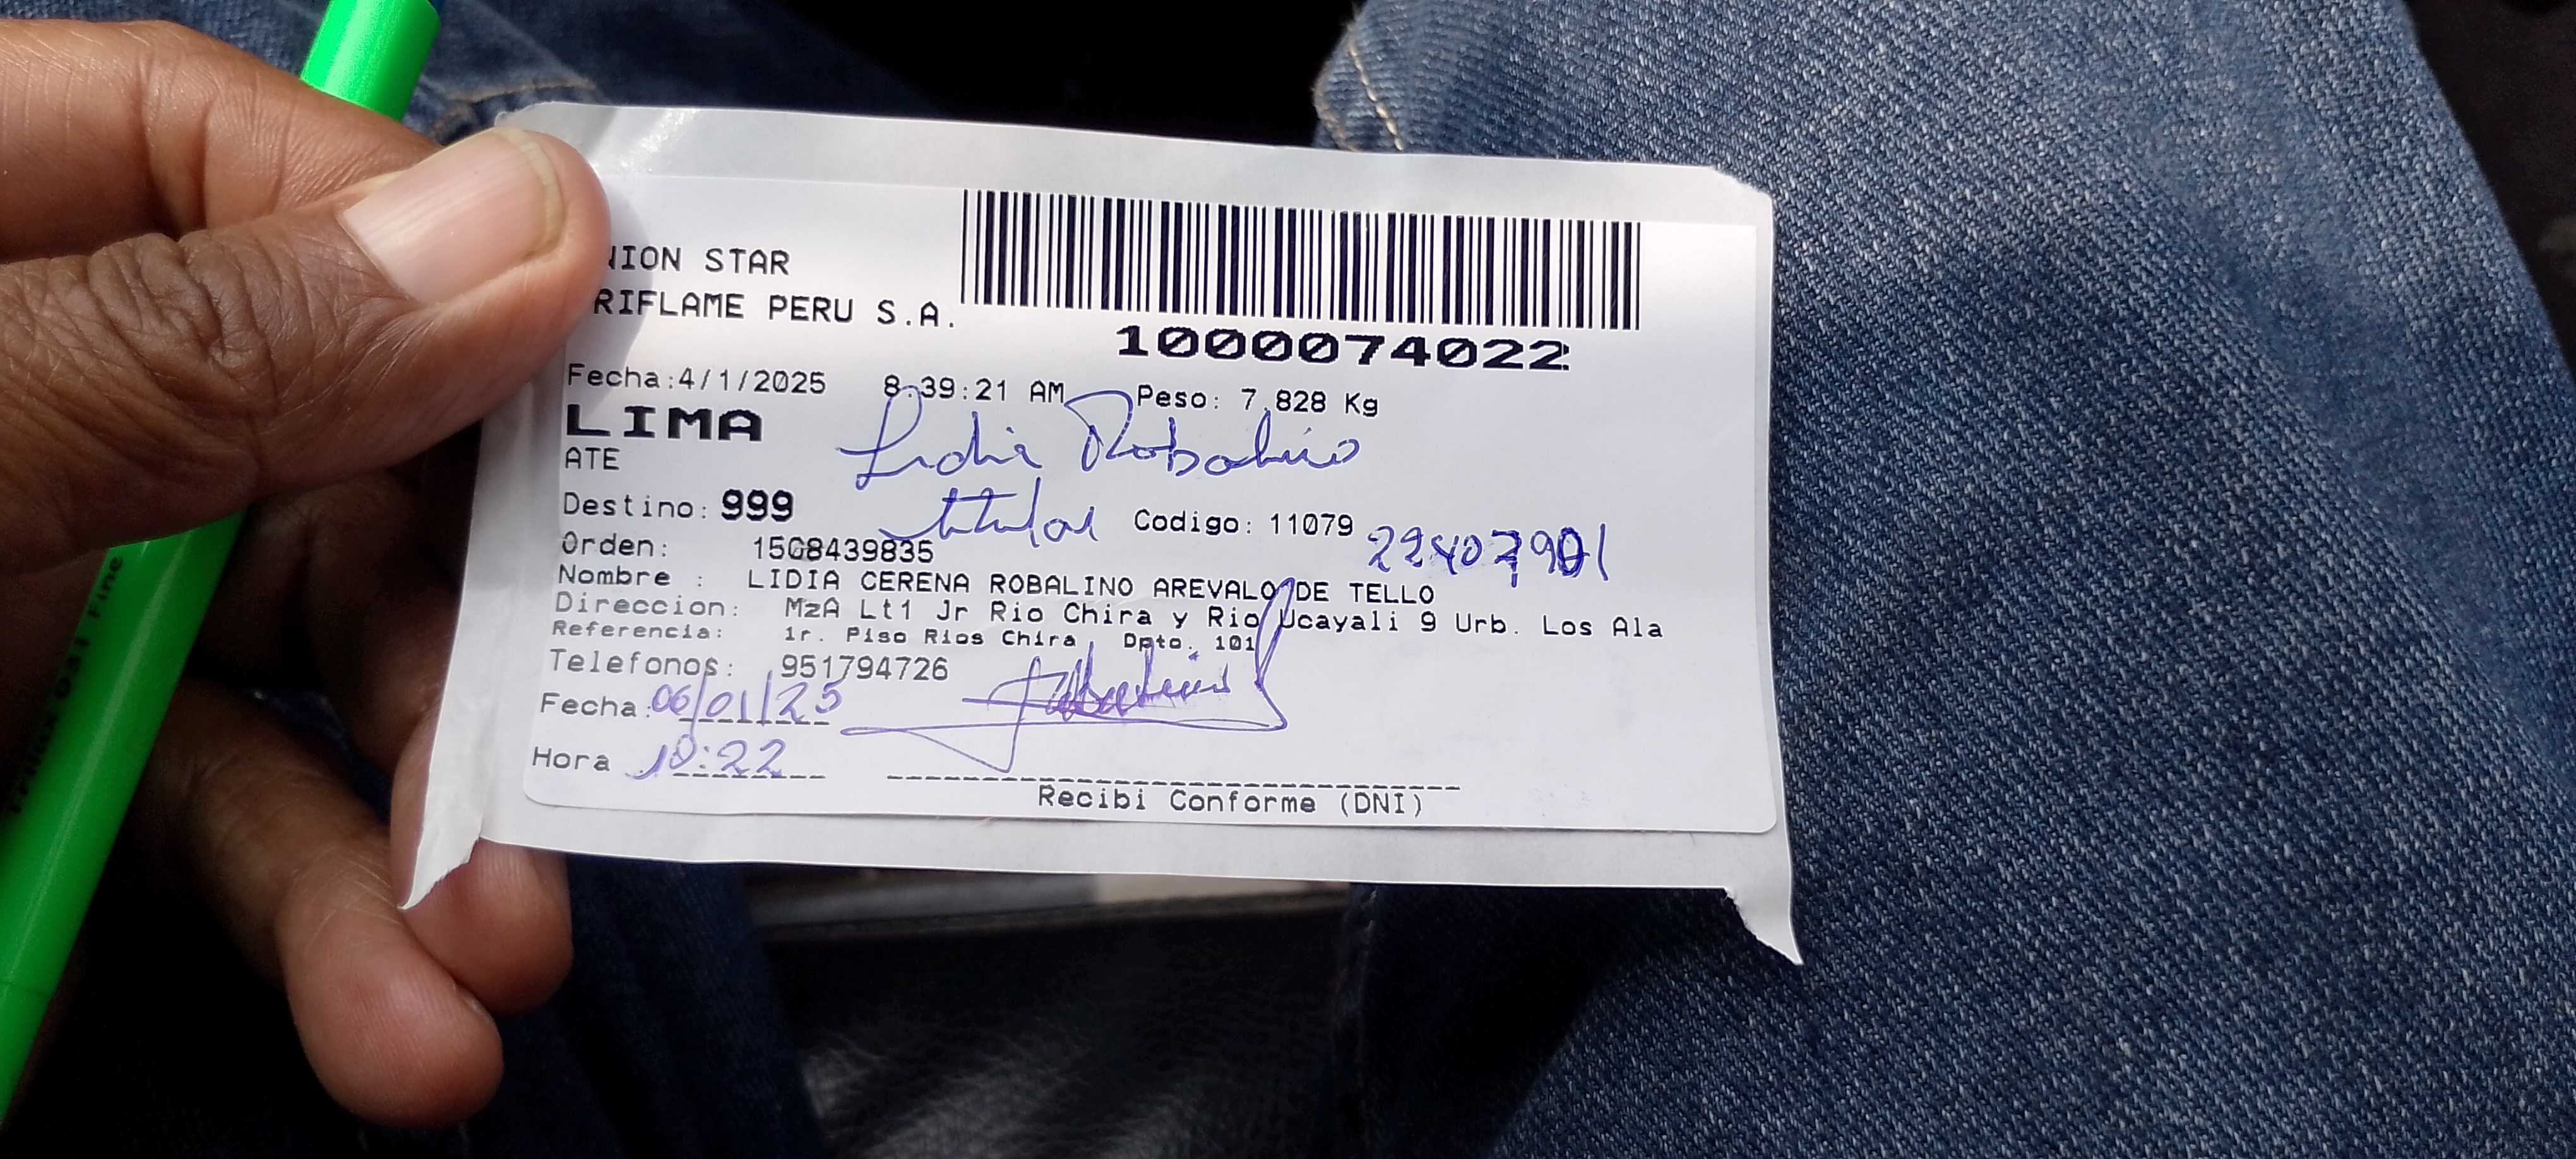 NION STAR
RIFLAME PERU S.A.
1000074022
Fecha:4/1/2025 8:39:21 AM Peso: 7,828 Kg
LIMA
Lidia Robalino
ATE
Destino: 999 titular Codigo: 11079
Orden: 1508439835
Nombre : LIDIA CERENA ROBALINO AREVALO DE TELLO
Direccion: MzA Lt1 Jr Rio Chira y Rio Ucayali 9 Urb. Los Ala
Referencia: 1r. Piso Rios Chira Dpto. 101
Telefonos: 951794726
Fecha: 06/01/25
Hora 10:22
Recibi Conforme (DNI)